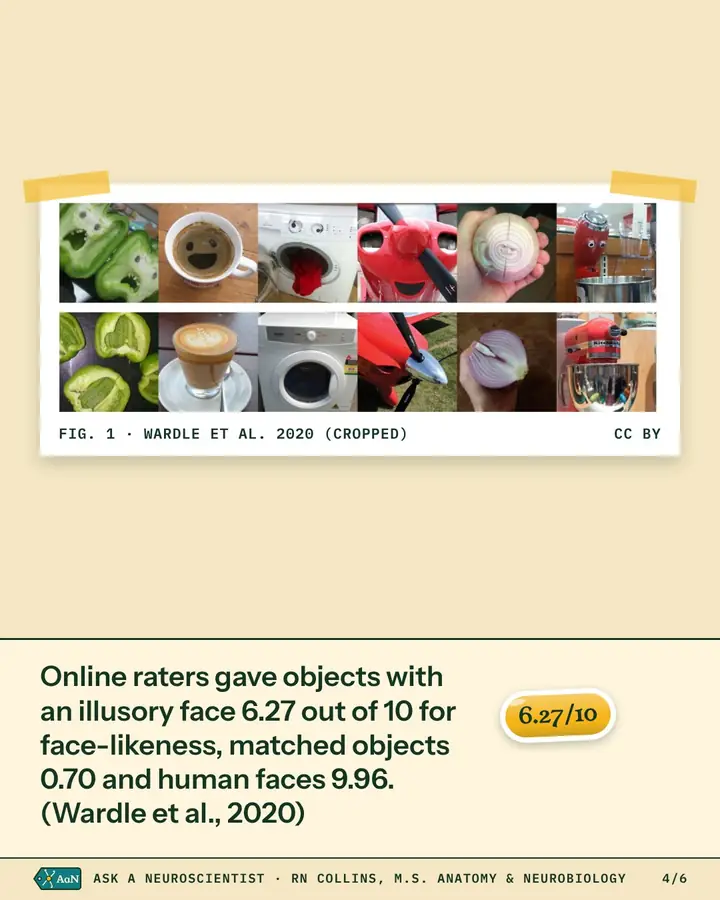 FIG. 1 · WARDLE ET AL. 2020 (CROPPED)
CC BY
Online raters gave objects with
an illusory face 6.27 out of 10 for
face-likeness, matched objects
0.70 and human faces 9.96.
(Wardle et al., 2020)
6.27/10
AaN
ASK A NEUROSCIENTIST · RN COLLINS, M.S. ANATOMY & NEUROBIOLOGY
4/6